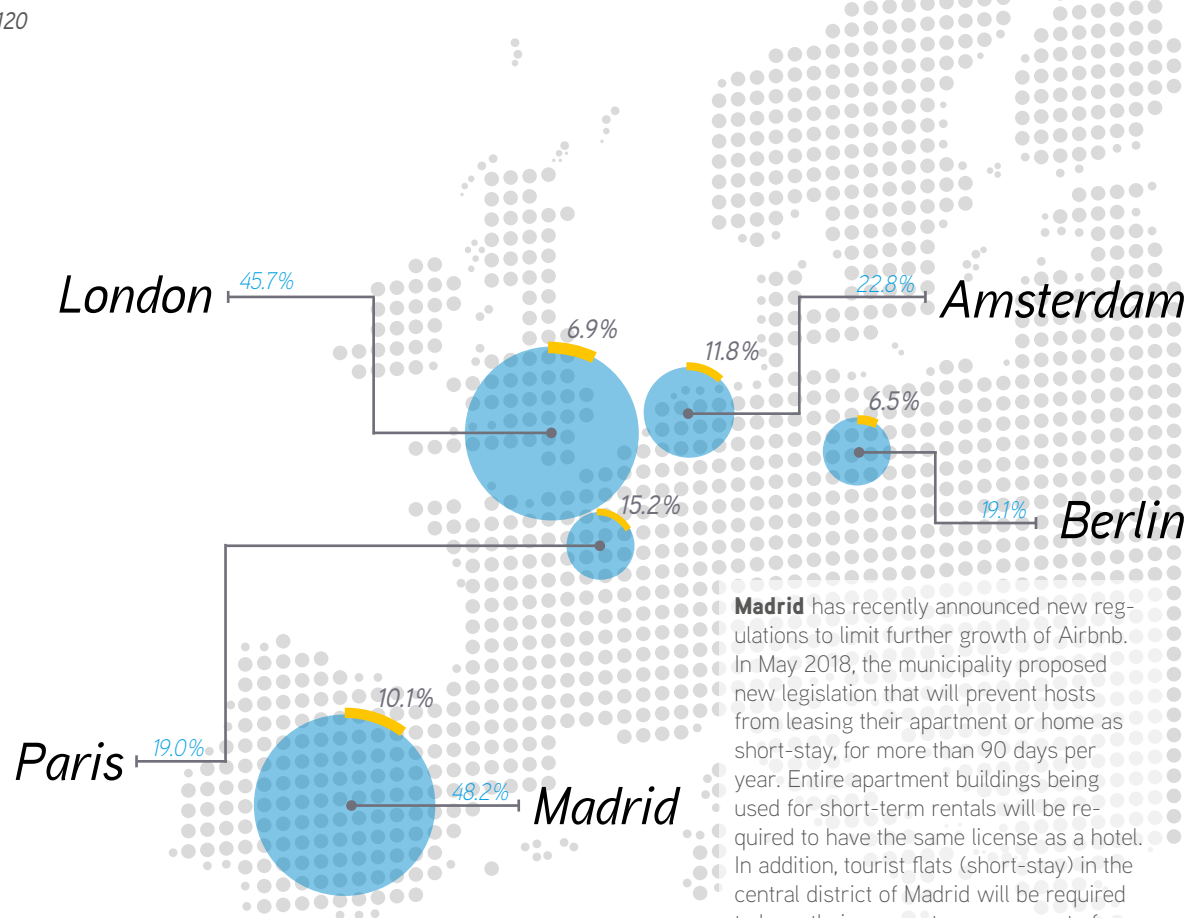 120
London
45.7%
6.9%
22.8%
Amsterdam
11.8%
6.5%
19.1%
Berlin
15.2%
Paris
19.0%
10.1%
48.2%
Madrid
Madrid has recently announced new reg-
ulations to limit further growth of Airbnb.
In May 2018, the municipality proposed
new legislation that will prevent hosts
from leasing their apartment or home as
short-stay, for more than 90 days per
year. Entire apartment buildings being
used for short-term rentals will be re-
quired to have the same license as a hotel.
In addition, tourist flats (short-stay) in the
central district of Madrid will be required